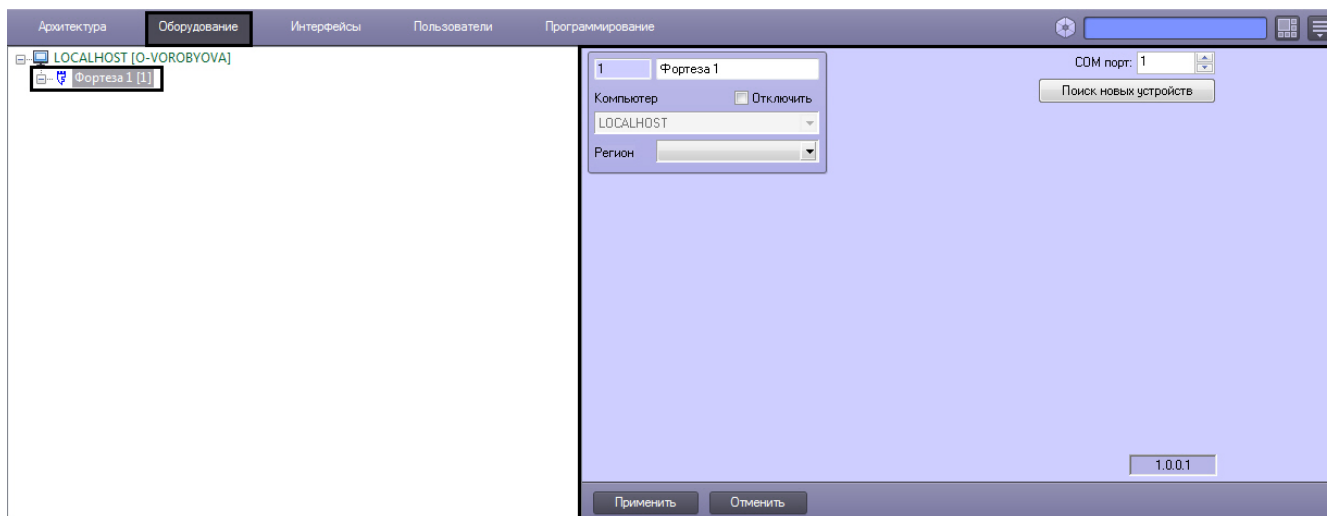 Архитектура Оборудование Интерфейсы Пользователи Программирование
LOCALHOST [O-VOROBYOVA]
Фортеза 1 [1]
1 Фортеза 1
Компьютер Отключить
LOCALHOST
Регион
COM порт: 1
Поиск новых устройств
1.0.0.1
Применить Отменить